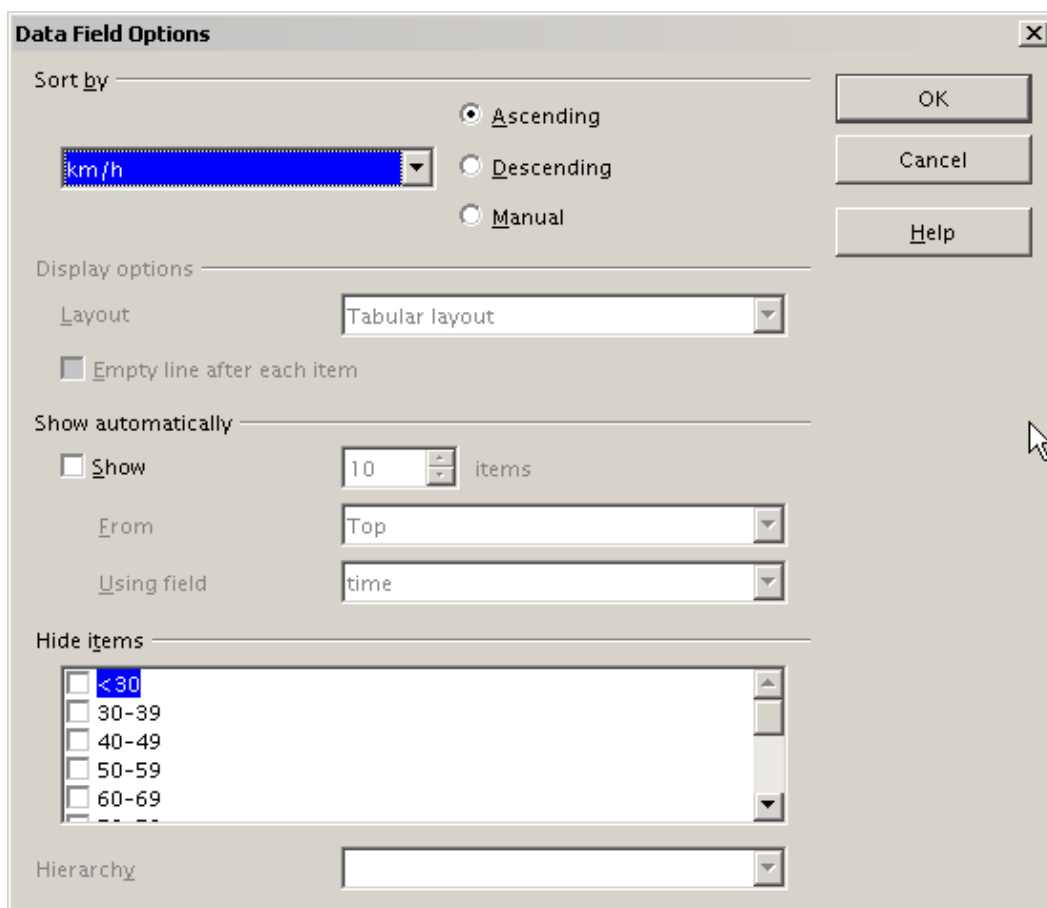 Data Field Options
Sort by
OK
Ascending
km/h
Descending
Cancel
Manual
Help
Display options
Layout
Tabular layout
Empty line after each item
Show automatically
Show
10
items
From
Top
Using field
time
Hide items
<30
30-39
40-49
50-59
60-69
Hierarchy